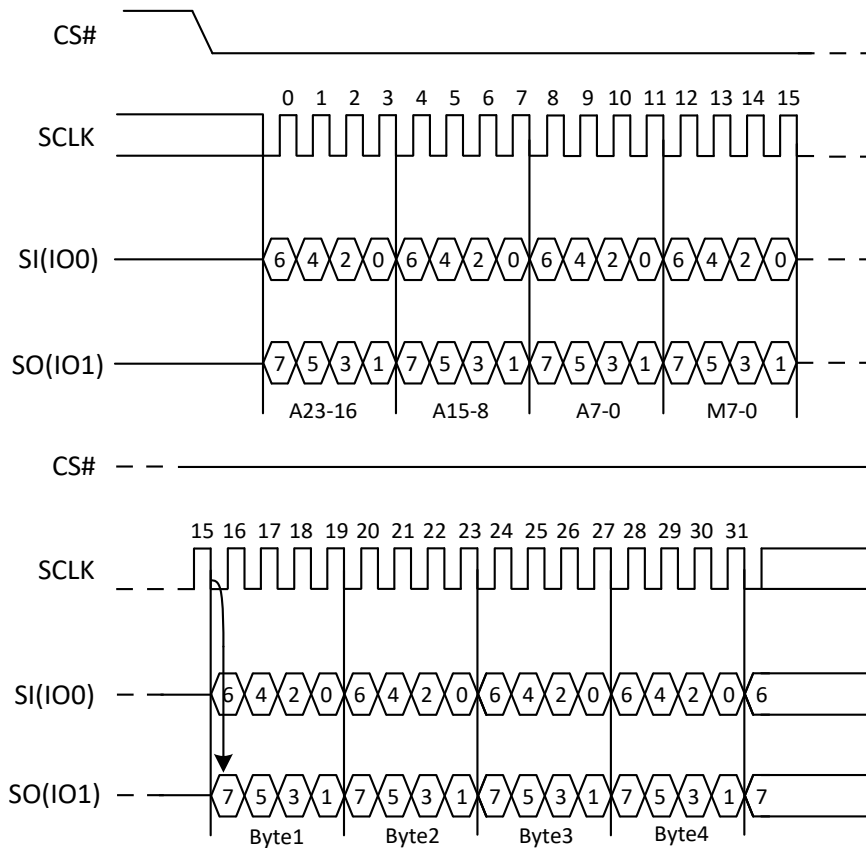 CS#
0 1 2 3 4 5 6 7 8 9 10 11 12 13 14 15
SCLK
SI(IO0) 6 4 2 0 6 4 2 0 6 4 2 0 6 4 2 0
SO(IO1) 7 5 3 1 7 5 3 1 7 5 3 1 7 5 3 1
A23-16 A15-8 A7-0 M7-0
CS#
15 16 17 18 19 20 21 22 23 24 25 26 27 28 29 30 31
SCLK
SI(IO0) 6 4 2 0 6 4 2 0 6 4 2 0 6 4 2 0 6
SO(IO1) 7 5 3 1 7 5 3 1 7 5 3 1 7 5 3 1 7
Byte1 Byte2 Byte3 Byte4